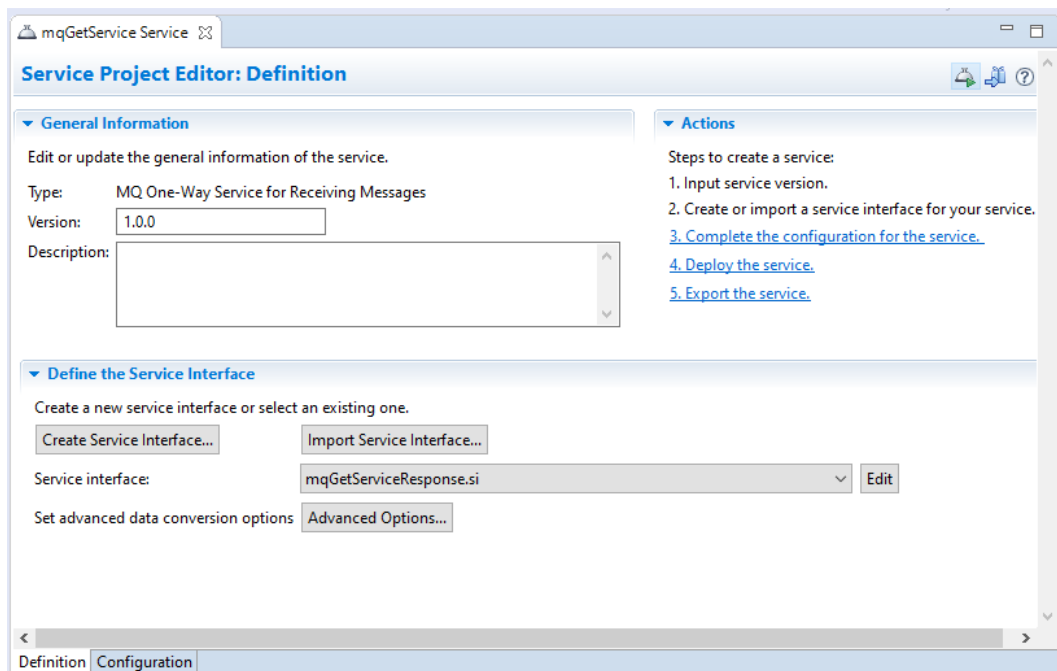 mqGetService Service
Service Project Editor: Definition
General Information
Edit or update the general information of the service.
Type: MQ One-Way Service for Receiving Messages
Version: 1.0.0
Description:
Actions
Steps to create a service:
1. Input service version.
2. Create or import a service interface for your service.
3. Complete the configuration for the service.
4. Deploy the service.
5. Export the service.
Define the Service Interface
Create a new service interface or select an existing one.
Create Service Interface... Import Service Interface...
Service interface: mqGetServiceResponse.si Edit
Set advanced data conversion options Advanced Options...
Definition Configuration